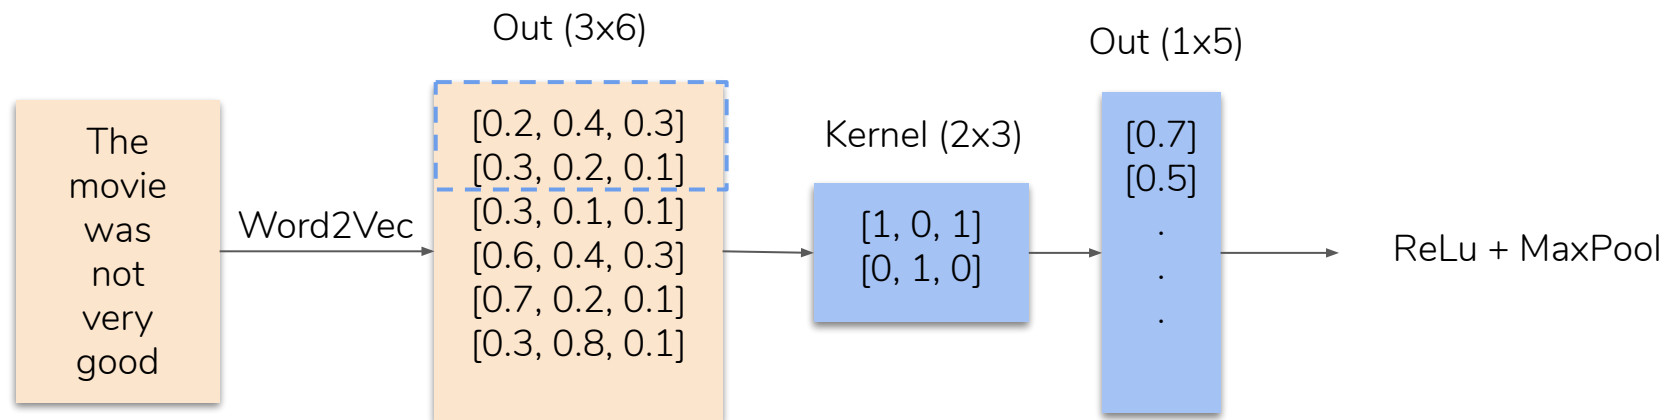 The
movie
was
not
very
good
Word2Vec
Out (3x6)
[0.2, 0.4, 0.3]
[0.3, 0.2, 0.1]
[0.3, 0.1, 0.1]
[0.6, 0.4, 0.3]
[0.7, 0.2, 0.1]
[0.3, 0.8, 0.1]
Kernel (2x3)
[1, 0, 1]
[0, 1, 0]
Out (1x5)
[0.7]
[0.5]
.
.
.
ReLu + MaxPool